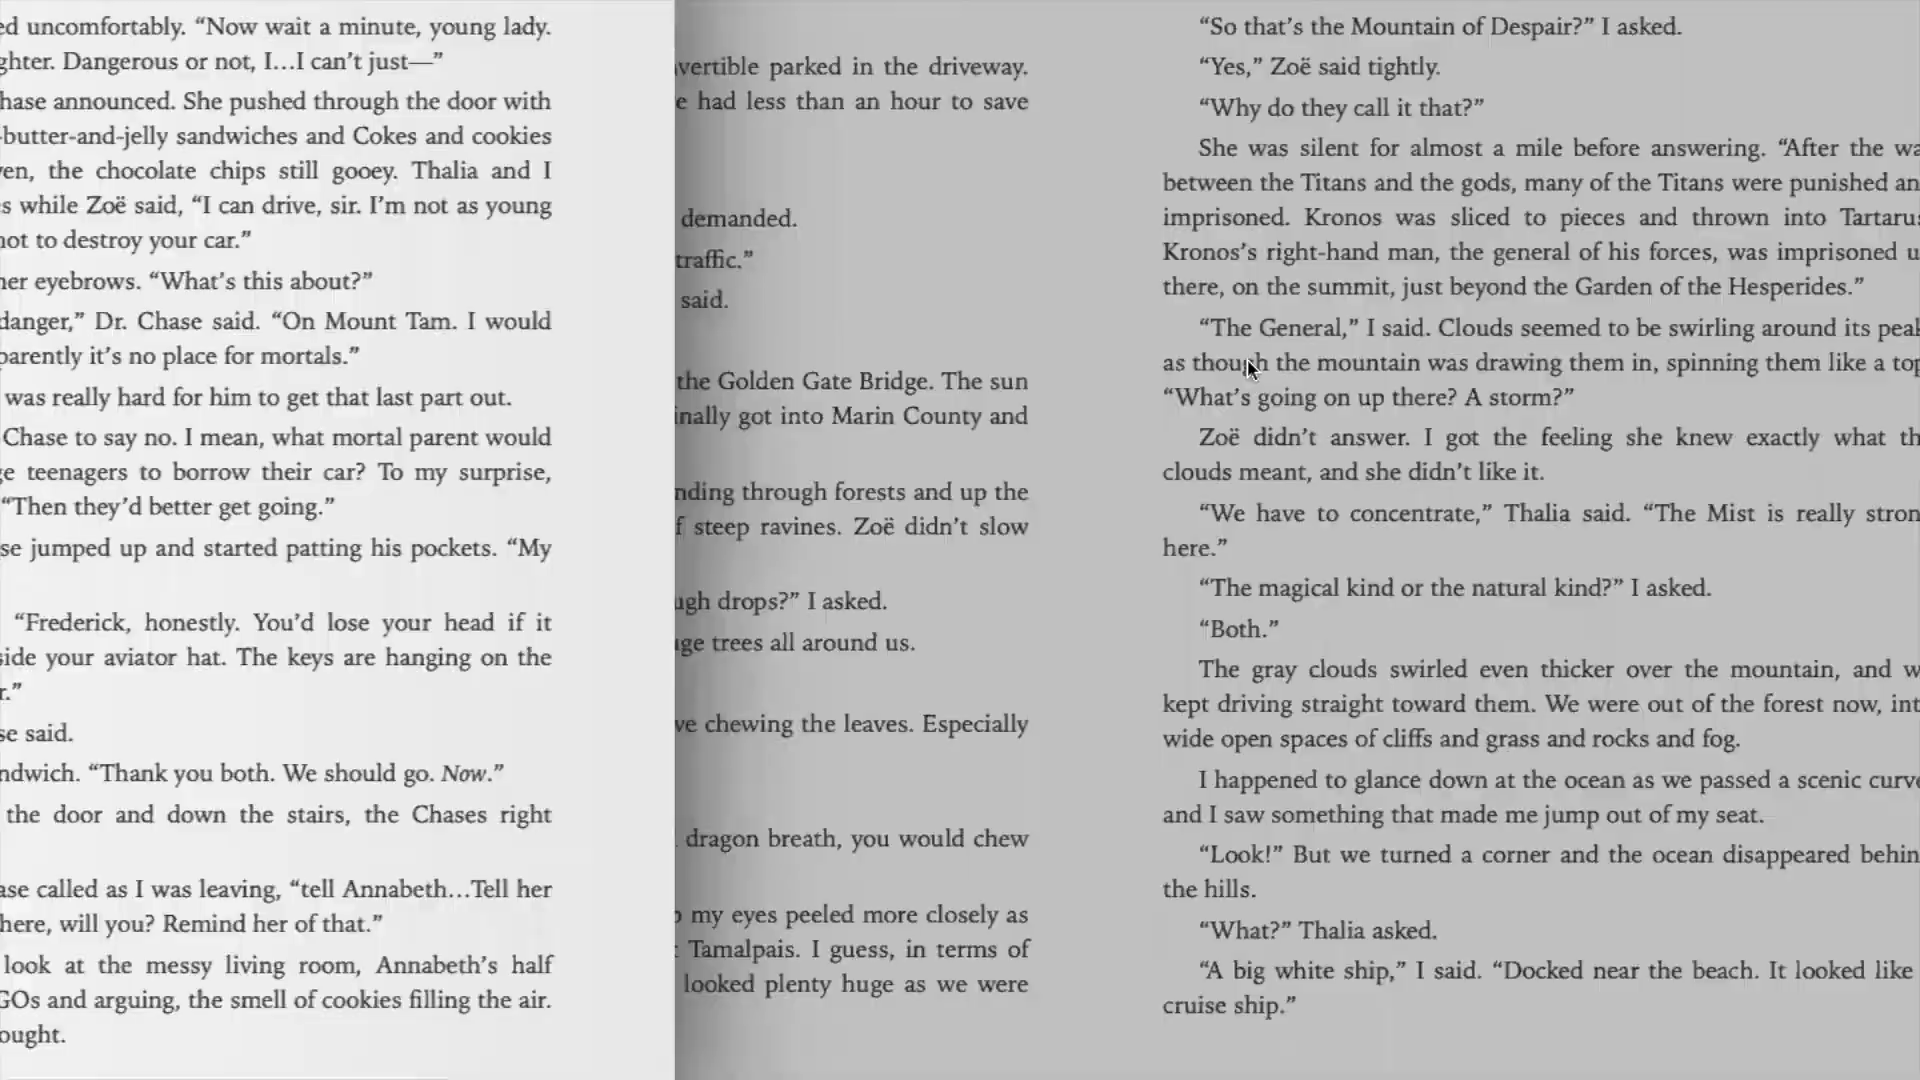 ed uncomfortably. “Now wait a minute, young lady.
ghter. Dangerous or not, I…I can’t just—”
hase announced. She pushed through the door with
-butter-and-jelly sandwiches and Cokes and cookies
ven, the chocolate chips still gooey. Thalia and I
s while Zoë said, “I can drive, sir. I’m not as young
not to destroy your car.”
her eyebrows. “What’s this about?”
danger,” Dr. Chase said. “On Mount Tam. I would
parently it’s no place for mortals.”
was really hard for him to get that last part out.
Chase to say no. I mean, what mortal parent would
ge teenagers to borrow their car? To my surprise,
“Then they’d better get going.”
se jumped up and started patting his pockets. “My
“Frederick, honestly. You’d lose your head if it
side your aviator hat. The keys are hanging on the
r.”
se said.
ndwich. “Thank you both. We should go. Now.”
the door and down the stairs, the Chases right
ase called as I was leaving, “tell Annabeth…Tell her
here, will you? Remind her of that.”
look at the messy living room, Annabeth’s half
GOs and arguing, the smell of cookies filling the air.
ought.
vertible parked in the driveway.
e had less than an hour to save
demanded.
traffic.”
said.
the Golden Gate Bridge. The sun
inally got into Marin County and
nding through forests and up the
f steep ravines. Zoë didn’t slow
ugh drops?” I asked.
uge trees all around us.
ve chewing the leaves. Especially
dragon breath, you would chew
p my eyes peeled more closely as
t Tamalpais. I guess, in terms of
looked plenty huge as we were
“So that’s the Mountain of Despair?” I asked.
“Yes,” Zoë said tightly.
“Why do they call it that?”
She was silent for almost a mile before answering. “After the wa
between the Titans and the gods, many of the Titans were punished an
imprisoned. Kronos was sliced to pieces and thrown into Tartarus
Kronos’s right-hand man, the general of his forces, was imprisoned u
there, on the summit, just beyond the Garden of the Hesperides.”
“The General,” I said. Clouds seemed to be swirling around its peak
as though the mountain was drawing them in, spinning them like a top
“What’s going on up there? A storm?”
Zoë didn’t answer. I got the feeling she knew exactly what th
clouds meant, and she didn’t like it.
“We have to concentrate,” Thalia said. “The Mist is really stron
here.”
“The magical kind or the natural kind?” I asked.
“Both.”
The gray clouds swirled even thicker over the mountain, and w
kept driving straight toward them. We were out of the forest now, int
wide open spaces of cliffs and grass and rocks and fog.
I happened to glance down at the ocean as we passed a scenic curve
and I saw something that made me jump out of my seat.
“Look!” But we turned a corner and the ocean disappeared behin
the hills.
“What?” Thalia asked.
“A big white ship,” I said. “Docked near the beach. It looked like
cruise ship.”